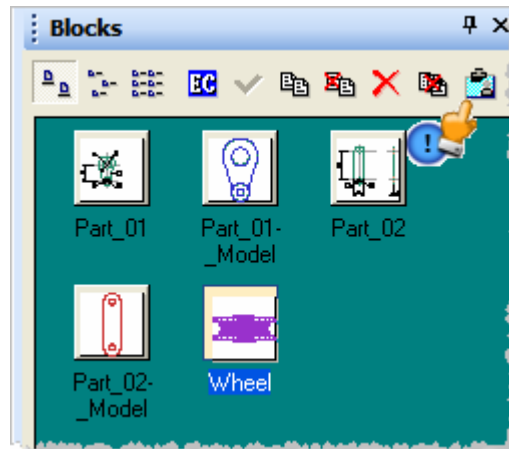 Blocks
EC
!
Part_01
Part_01-
_Model
Part_02
Part_02-
_Model
Wheel